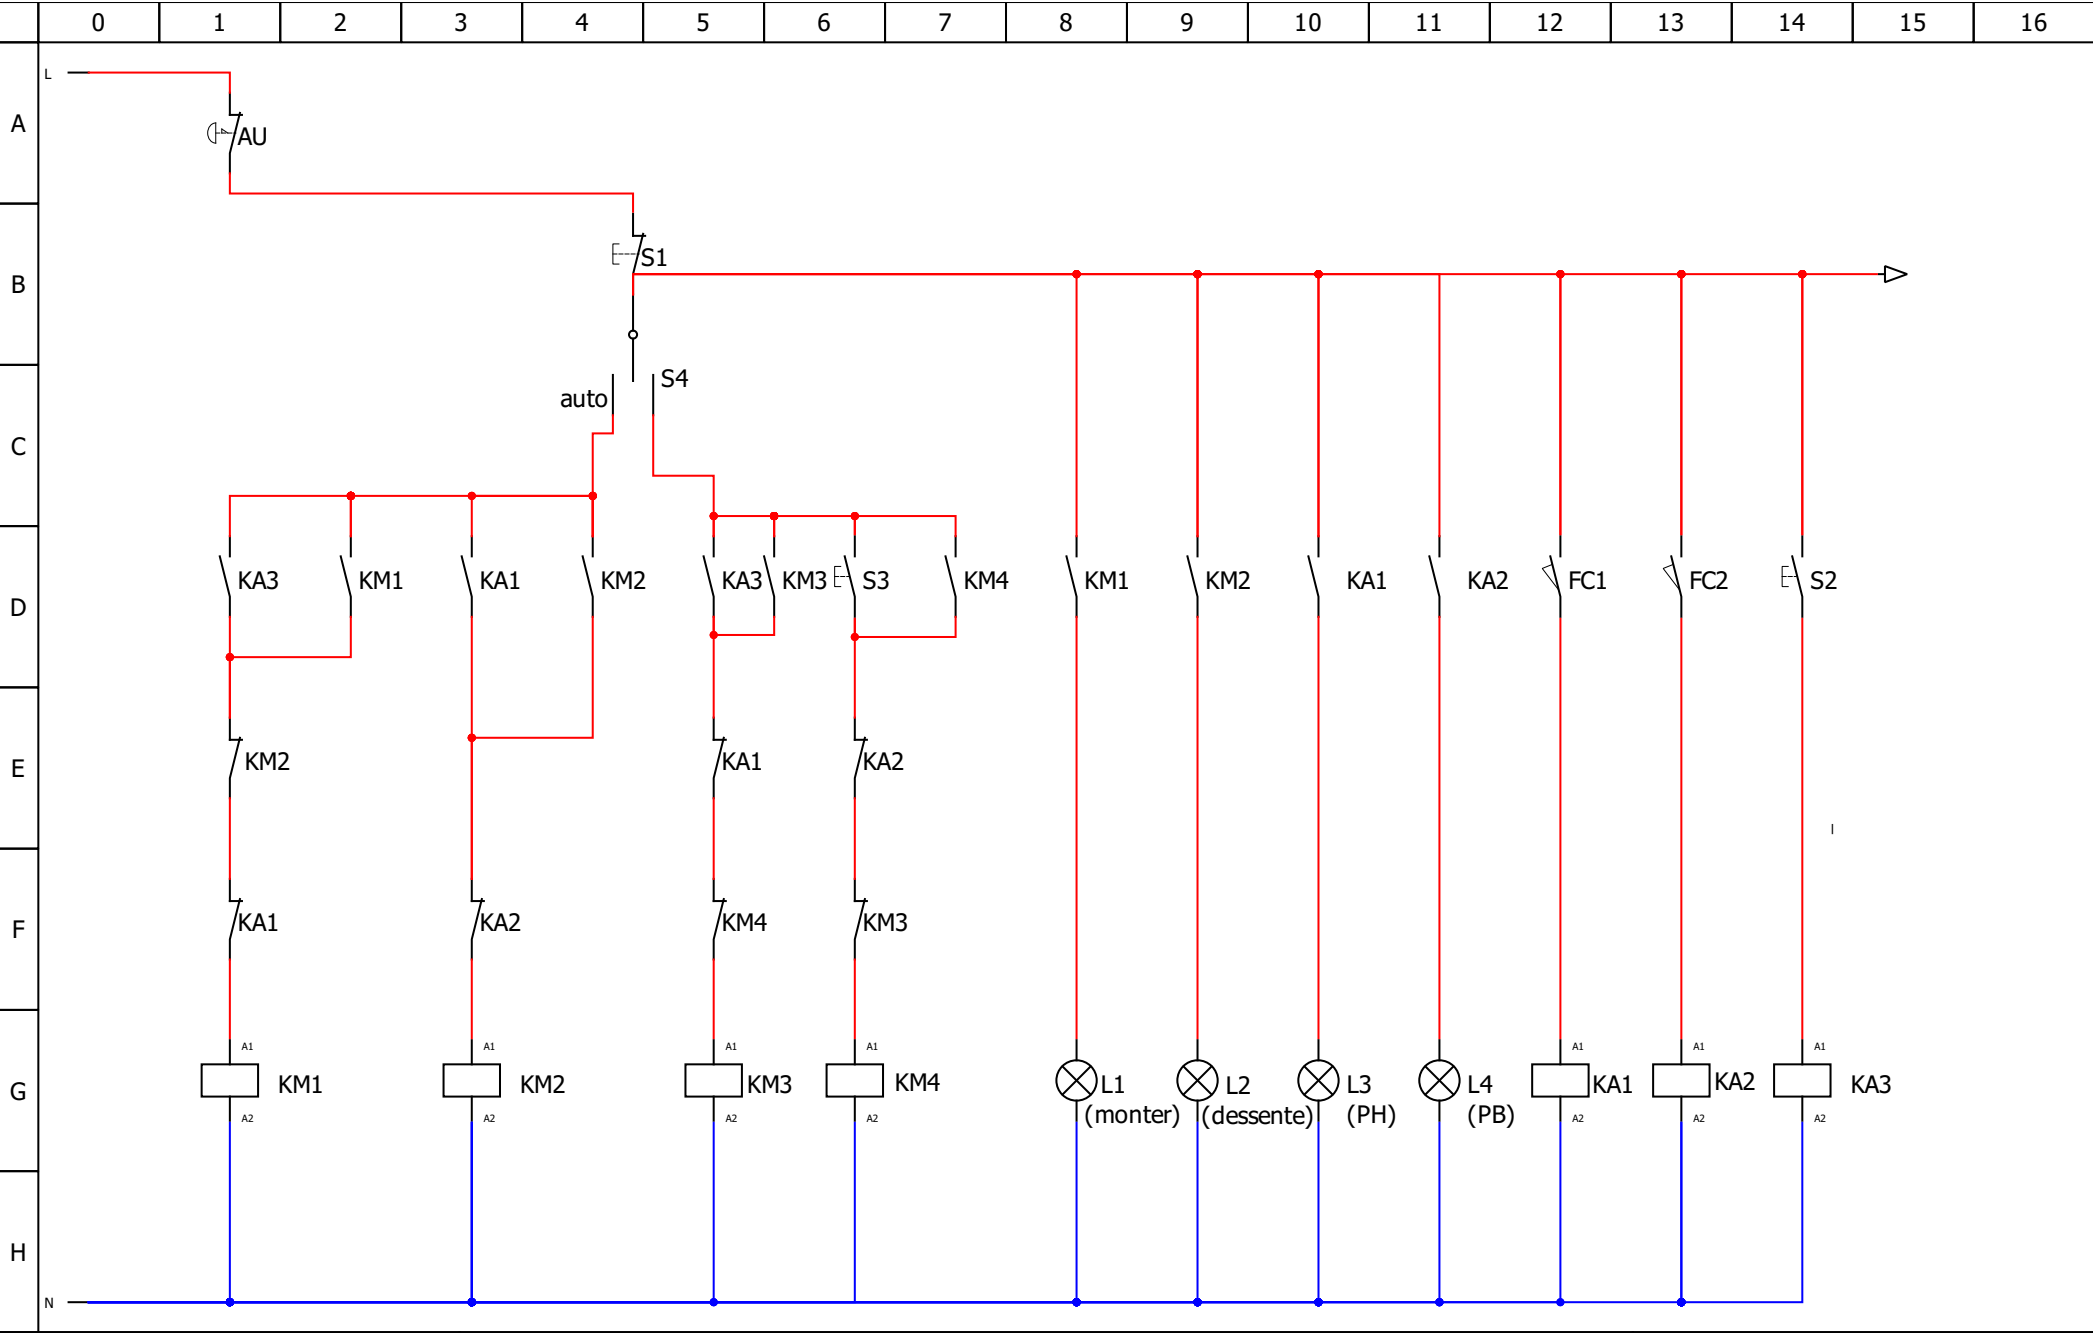 0 1 2 3 4 5 6 7 8 9 10 11 12 13 14 15 16
L
A
AU
S1
B
S4
auto
C
KA3 KM1 KA1 KM2 KA3 KM3 S3 KM4 KM1 KM2 KA1 KA2 FC1 FC2 S2
D
KM2 KA1 KA2
E
I
KA1 KA2 KM4 KM3
F
A1 A1 A1 A1 A1 A1 A1
G
KM1 KM2 KM3 KM4 L1 L2 L3 L4 KA1 KA2 KA3
(monter) (dessente) (PH) (PB)
A2 A2 A2 A2 A2 A2 A2
H
N